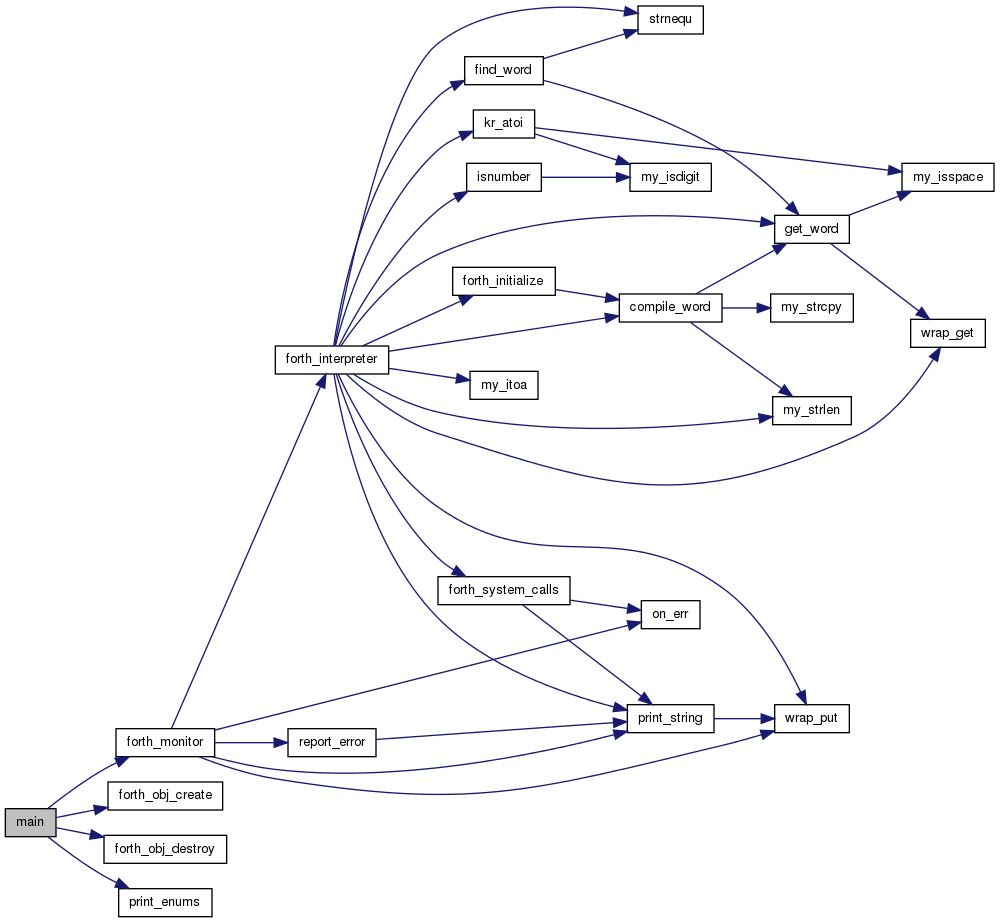 strnequ
find_word
kr_atoi
my_isspace
isnumber
my_isdigit
get_word
forth_initialize
compile_word
my_strcpy
wrap_get
forth_interpreter
my_itoa
my_strlen
forth_system_calls
on_err
print_string
wrap_put
forth_monitor
report_error
forth_obj_create
main
forth_obj_destroy
print_enums